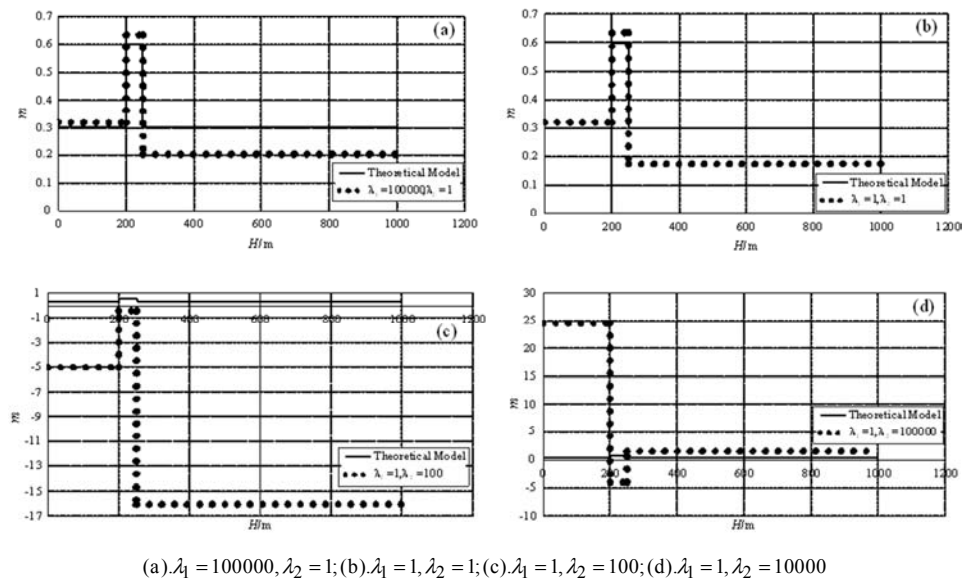 0.7
0.6
0.5
0.4
0.3
0.2
0.1
0
m
(a)
Theoretical Model
λ₁=100000,λ₂=1
0 200 400 600 800 1000 1200
H/m
0.7
0.6
0.5
0.4
0.3
0.2
0.1
0
m
(b)
Theoretical Model
λ₁=1,λ₂=1
0 200 400 600 800 1000 1200
H/m
1
-1
-3
-5
-7
-9
-11
-13
-15
-17
m
0 200 400 600 800 1000 1200
(c)
Theoretical Model
λ₁=1,λ₂=100
H/m
30
25
20
15
10
5
0
-5
-10
m
(d)
Theoretical Model
λ₁=1,λ₂=100000
0 200 400 600 800 1000 1200
H/m
(a).λ₁ = 100000, λ₂ = 1; (b).λ₁ = 1, λ₂ = 1; (c).λ₁ = 1, λ₂ = 100; (d).λ₁ = 1, λ₂ = 10000